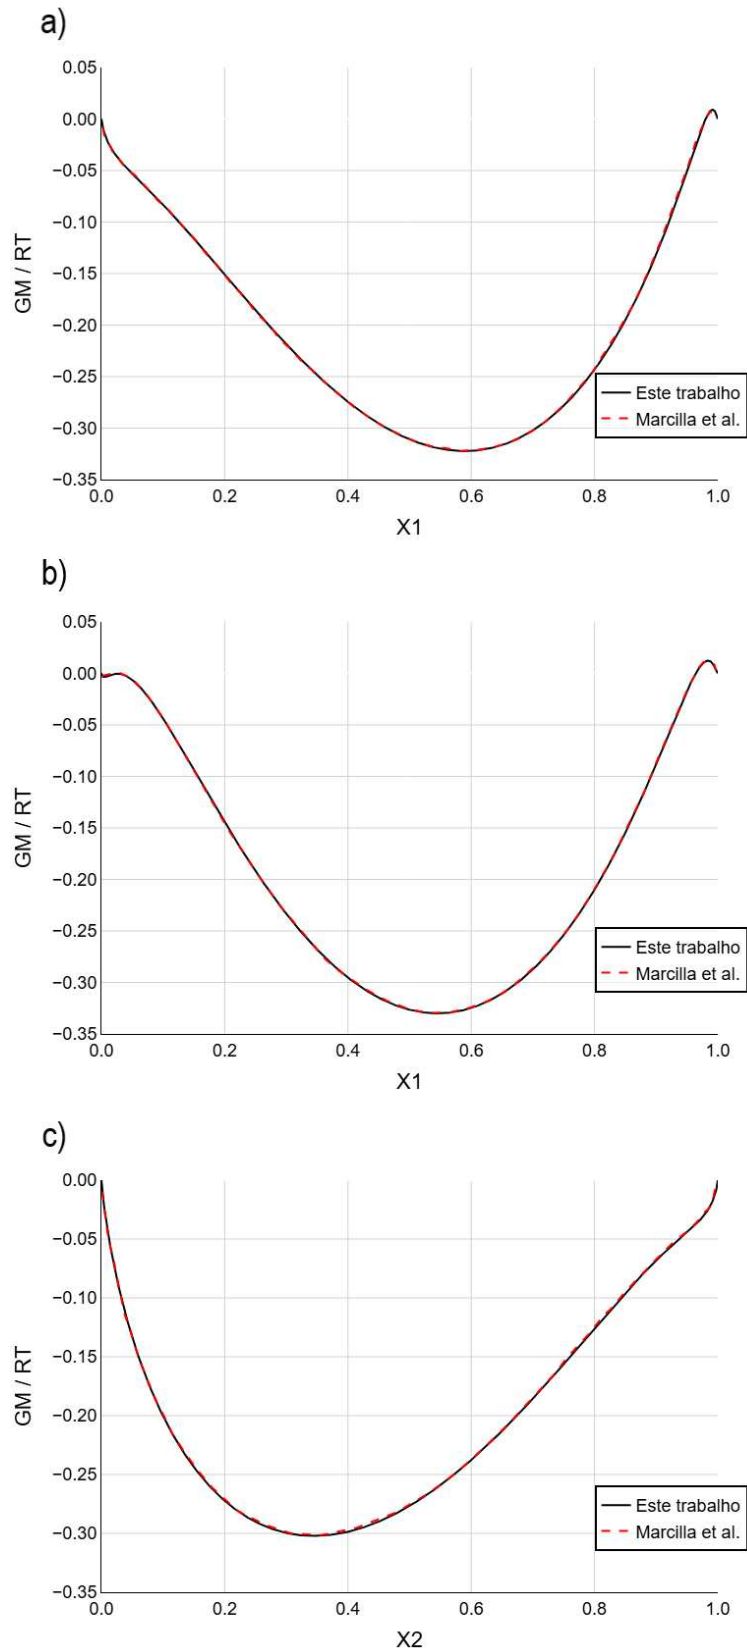 a)
0.05
0.00
−0.05
−0.10
−0.15
−0.20
−0.25
−0.30
−0.35
GM / RT
Este trabalho
Marcilla et al.
0.0 0.2 0.4 0.6 0.8 1.0
X1
b)
0.05
0.00
−0.05
−0.10
−0.15
−0.20
−0.25
−0.30
−0.35
GM / RT
Este trabalho
Marcilla et al.
0.0 0.2 0.4 0.6 0.8 1.0
X1
c)
0.00
−0.05
−0.10
−0.15
−0.20
−0.25
−0.30
−0.35
GM / RT
Este trabalho
Marcilla et al.
0.0 0.2 0.4 0.6 0.8 1.0
X2